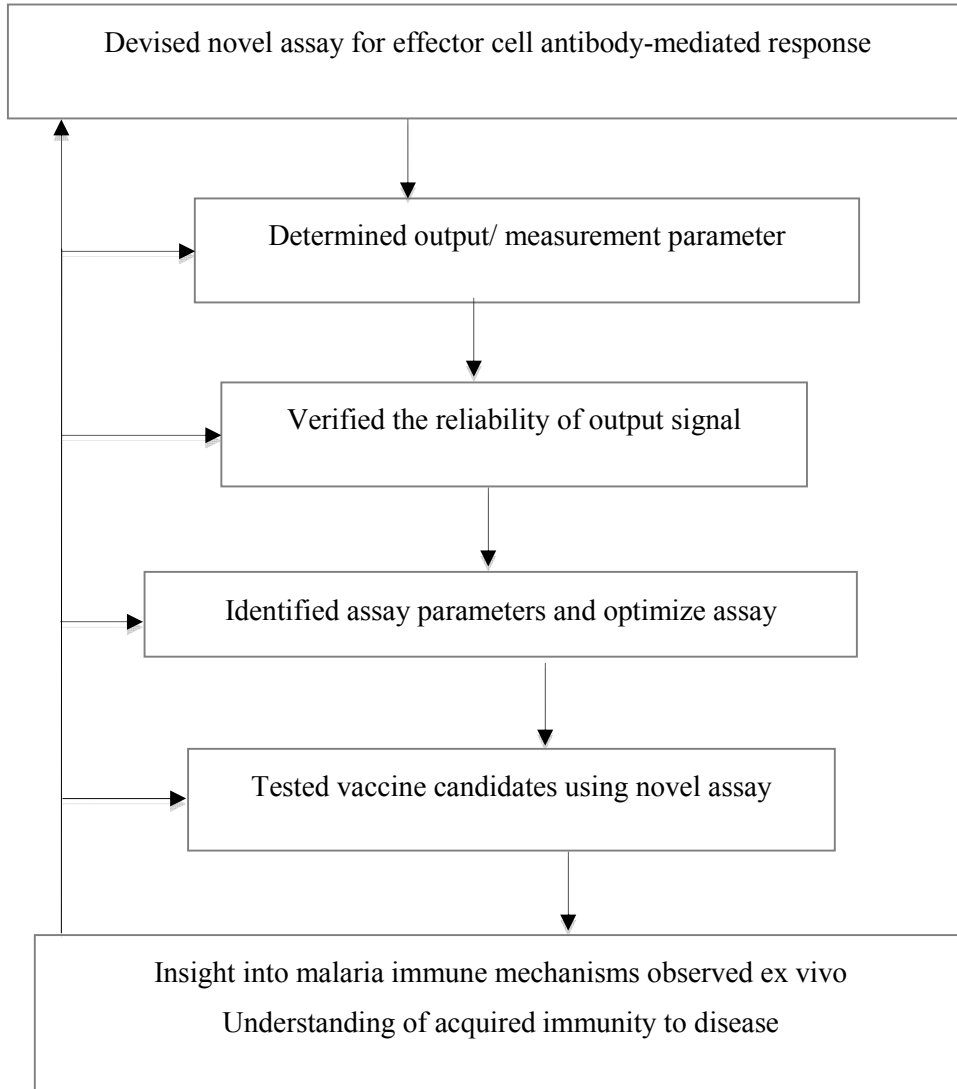 Devised novel assay for effector cell antibody-mediated response
Determined output/ measurement parameter
Verified the reliability of output signal
Identified assay parameters and optimize assay
Tested vaccine candidates using novel assay
Insight into malaria immune mechanisms observed ex vivo
Understanding of acquired immunity to disease